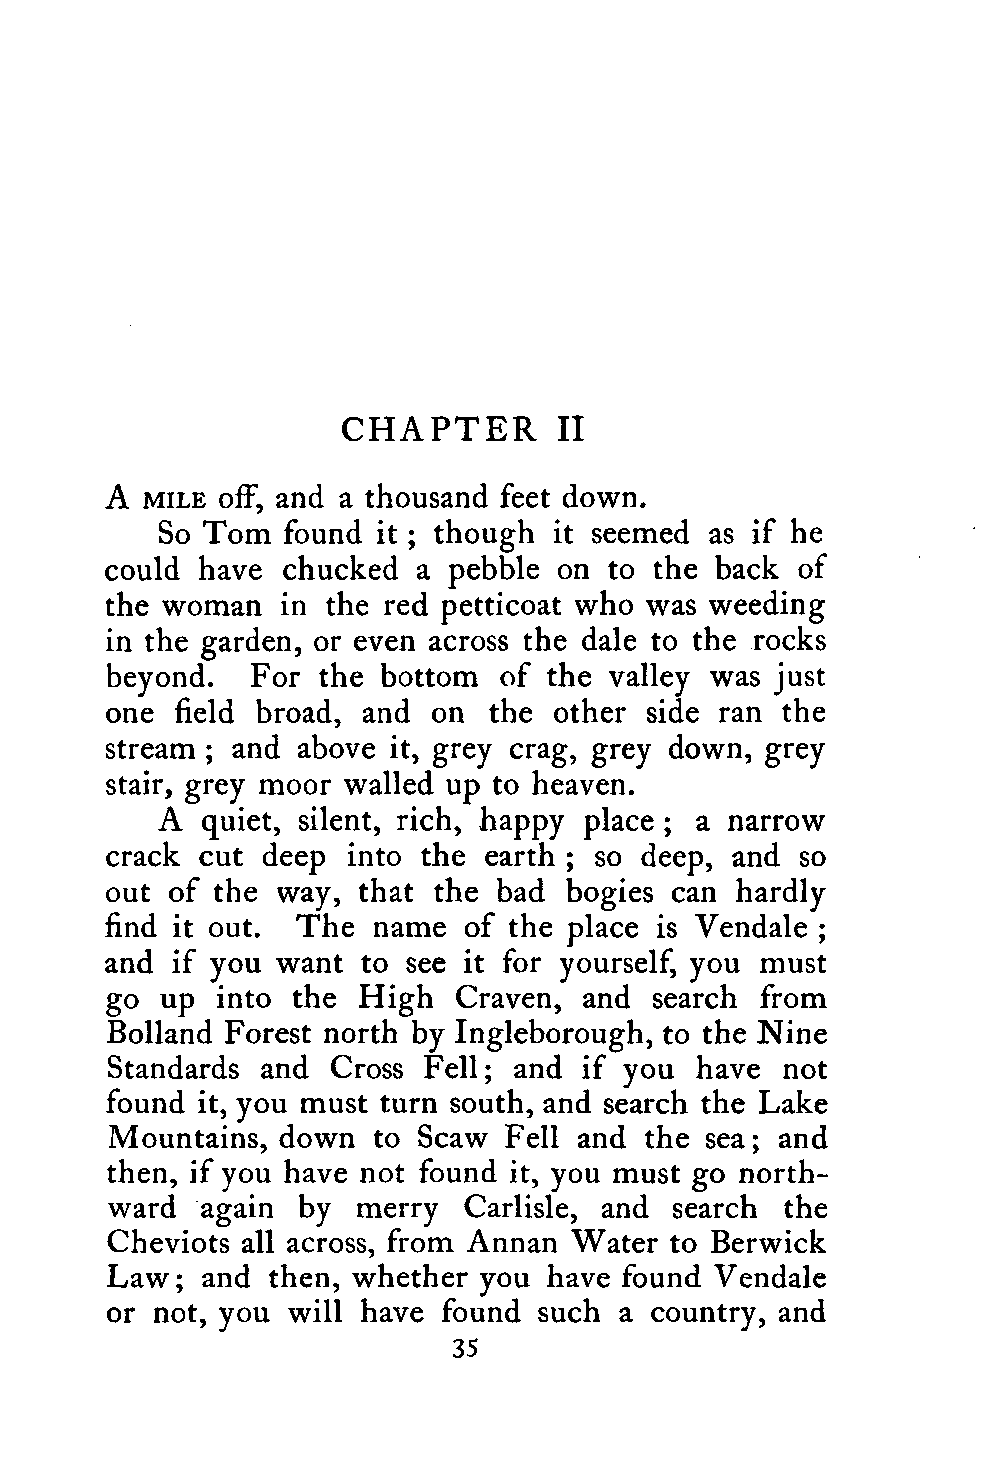 CHAPTER II
A MILE off, and a thousand feet down.
So Tom found it ; though it seemed as if he
could have chucked a pebble on to the back of
the woman in the red petticoat who was weeding
in the garden, or even across the dale to the rocks
beyond. For the bottom of the valley was just
one field broad, and on the other side ran the
stream ; and above it, grey crag, grey down, grey
stair, grey moor walled up to heaven.
A quiet, silent, rich, happy place ; a narrow
crack cut deep into the earth ; so deep, and so
out of the way, that the bad bogies can hardly
find it out. The name of the place is Vendale ;
and if you want to see it for yourself, you must
go up into the High Craven, and search from
Bolland Forest north by Ingleborough, to the Nine
Standards and Cross Fell ; and if you have not
found it, you must turn south, and search the Lake
Mountains, down to Scaw Fell and the sea ; and
then, if you have not found it, you must go north-
ward again by merry Carlisle, and search the
Cheviots all across, from Annan Water to Berwick
Law ; and then, whether you have found Vendale
or not, you will have found such a country, and
35